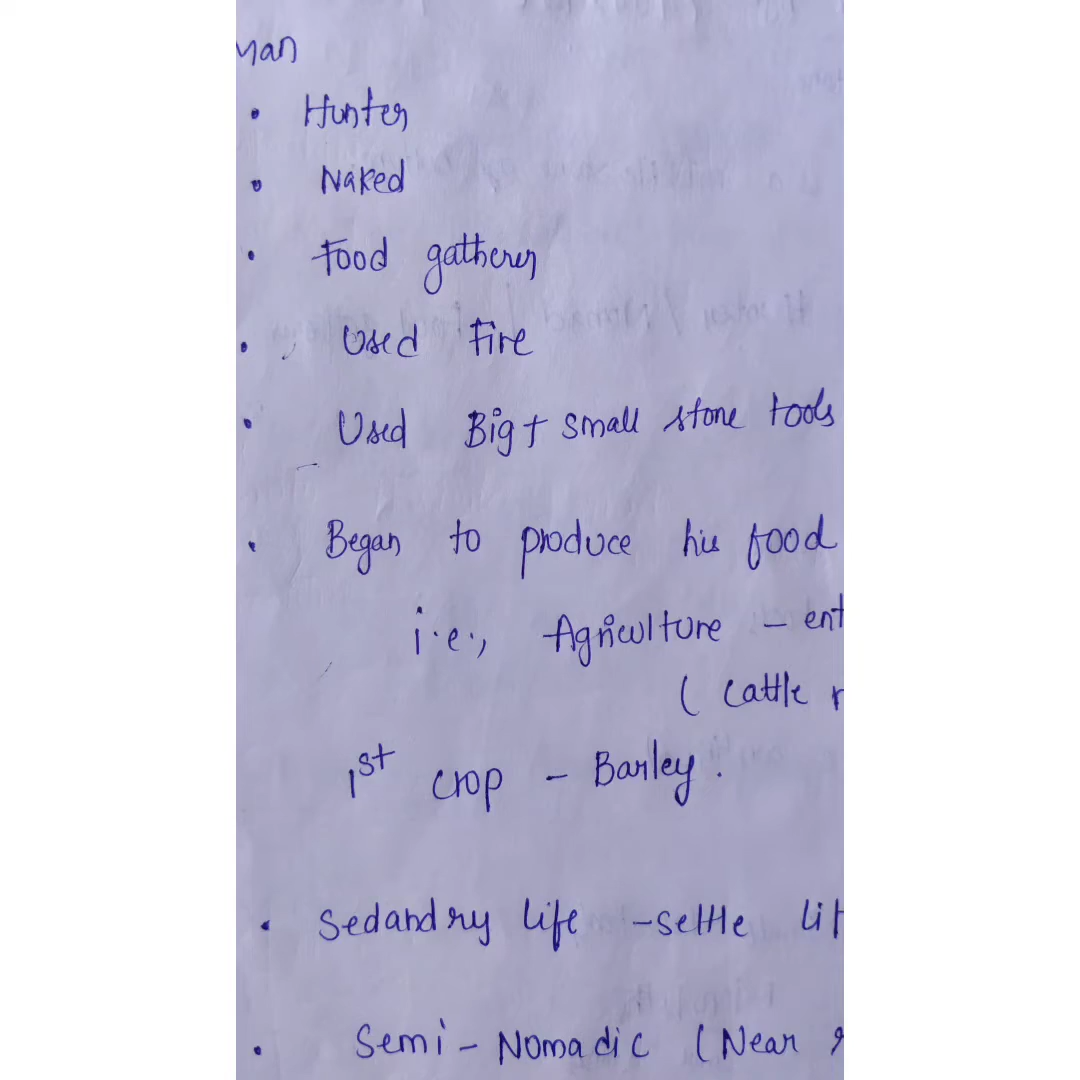 man
• Hunter
• Naked
• Food gatherer
• Used Fire
• Used Big + small stone tools
• Began to produce his food
i.e., Agriculture - ent
( Cattle r
1st crop - Barley.
• Sedandry life - settle lif
• Semi - Nomadic ( Near